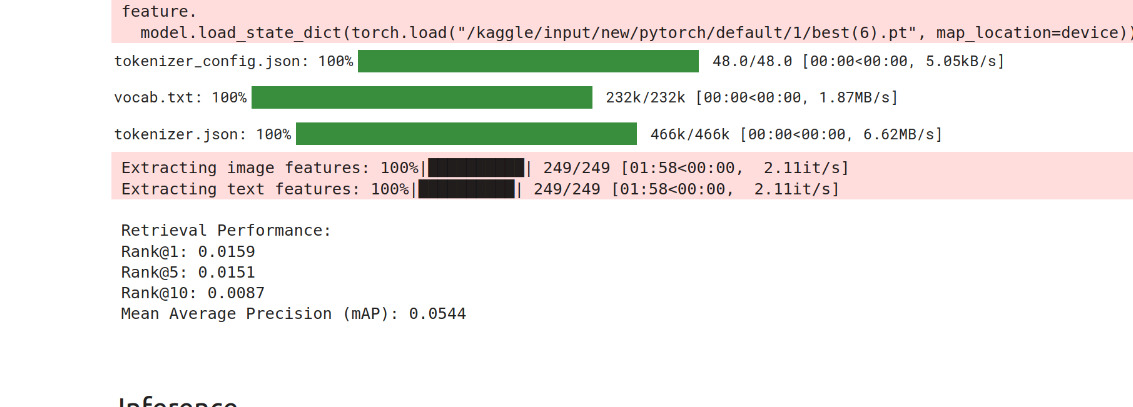 feature.
  model.load_state_dict(torch.load("/kaggle/input/new/pytorch/default/1/best(6).pt", map_location=device))
tokenizer_config.json: 100% 48.0/48.0 [00:00<00:00, 5.05kB/s]
vocab.txt: 100% 232k/232k [00:00<00:00, 1.87MB/s]
tokenizer.json: 100% 466k/466k [00:00<00:00, 6.62MB/s]
Extracting image features: 100%|██████████| 249/249 [01:58<00:00,  2.11it/s]
Extracting text features: 100%|██████████| 249/249 [01:58<00:00,  2.11it/s]
Retrieval Performance:
Rank@1: 0.0159
Rank@5: 0.0151
Rank@10: 0.0087
Mean Average Precision (mAP): 0.0544
Inference